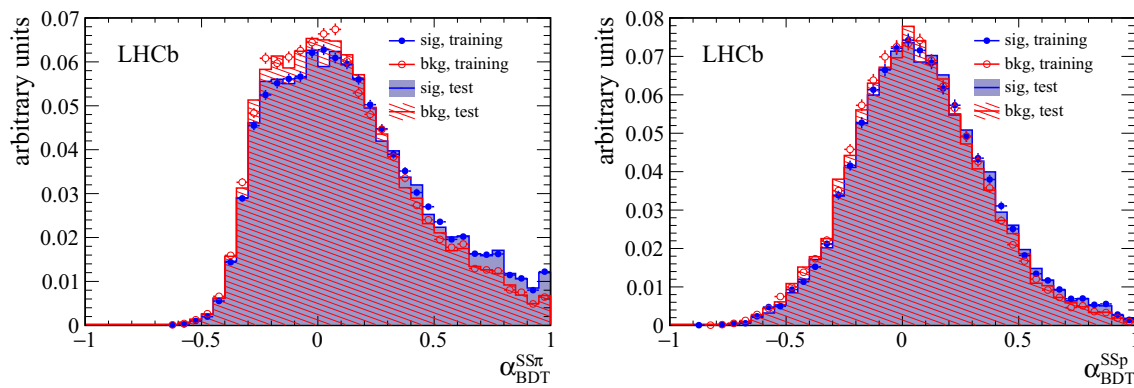 arbitrary units
0.07
0.06
0.05
0.04
0.03
0.02
0.01
0
LHCb
sig, training
bkg, training
sig, test
bkg, test
−1
−0.5
0
0.5
1
α^{SSπ}_{BDT}
arbitrary units
0.08
0.07
0.06
0.05
0.04
0.03
0.02
0.01
0
LHCb
sig, training
bkg, training
sig, test
bkg, test
−1
−0.5
0
0.5
1
α^{SSp}_{BDT}